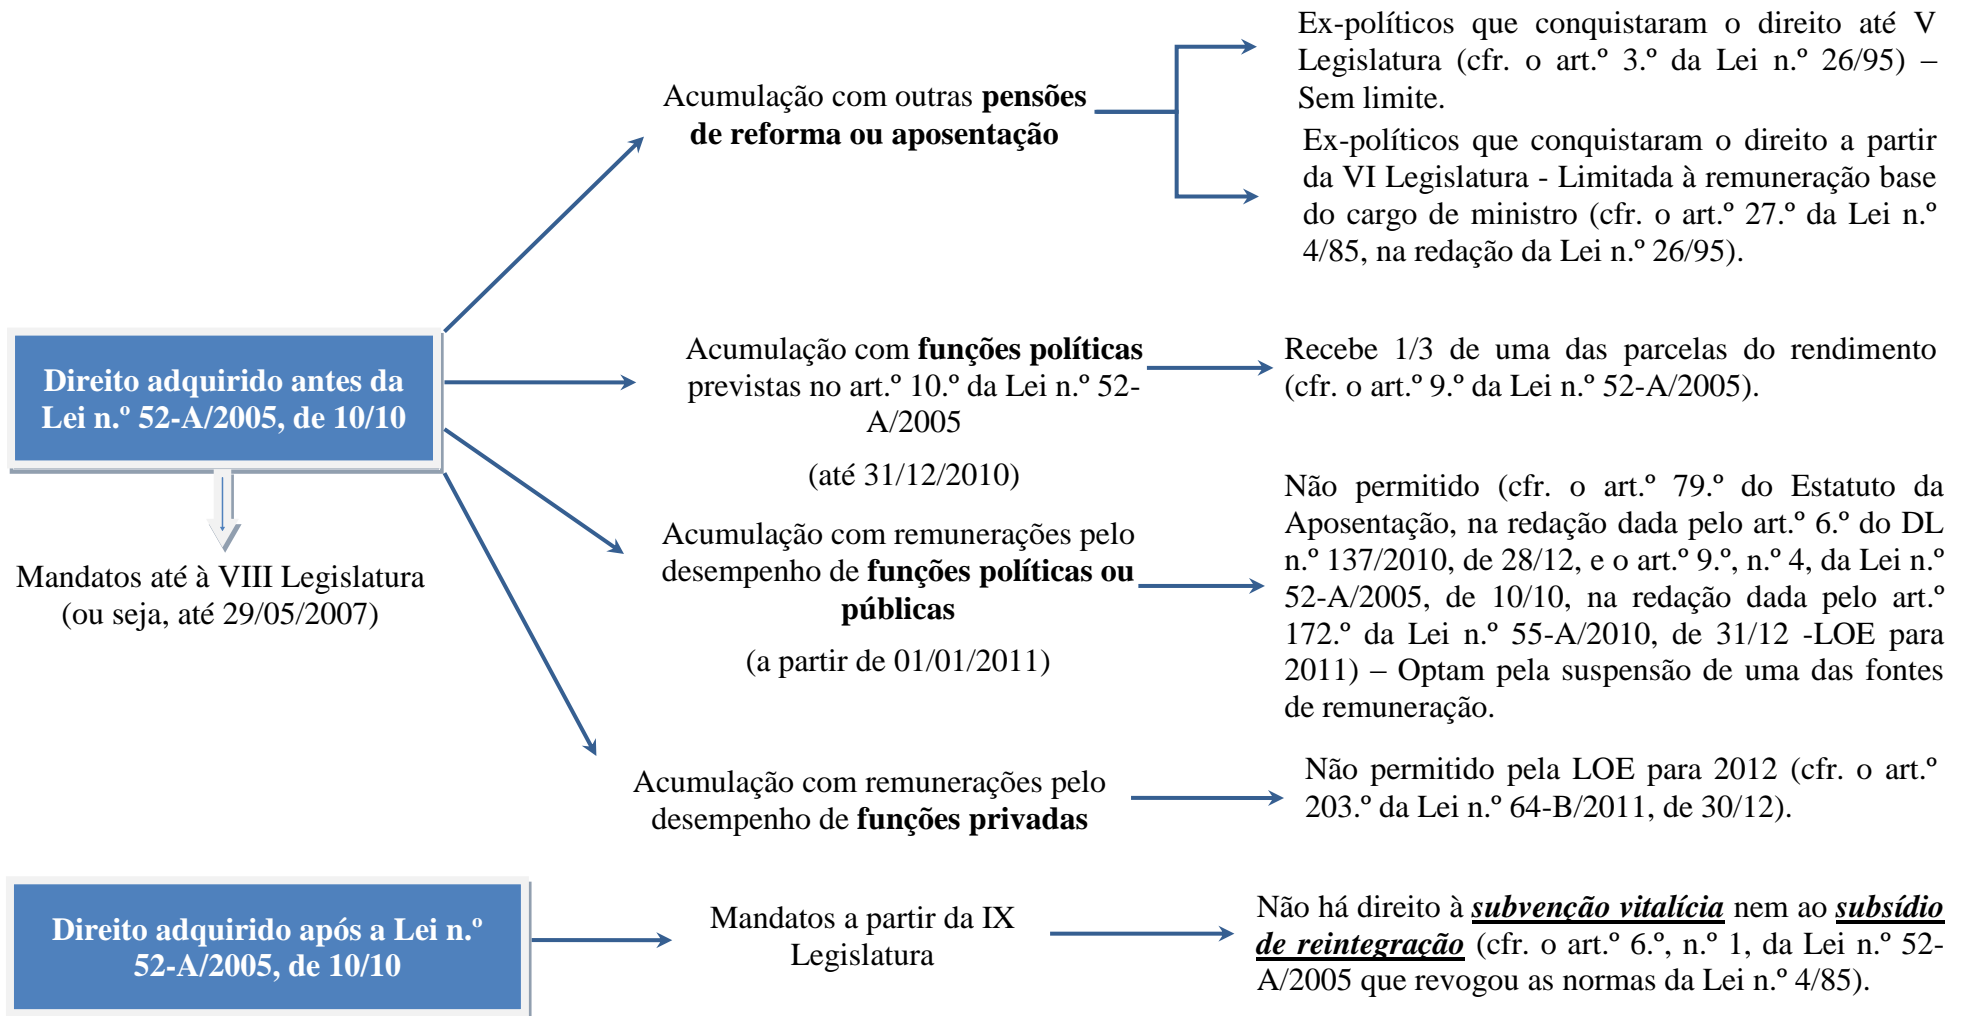 Direito adquirido antes da
Lei n.º 52-A/2005, de 10/10
Mandatos até à VIII Legislatura
(ou seja, até 29/05/2007)
Acumulação com outras pensões
de reforma ou aposentação
Ex-políticos que conquistaram o direito até V
Legislatura (cfr. o art.º 3.º da Lei n.º 26/95) –
Sem limite.
Ex-políticos que conquistaram o direito a partir
da VI Legislatura - Limitada à remuneração base
do cargo de ministro (cfr. o art.º 27.º da Lei n.º
4/85, na redação da Lei n.º 26/95).
Acumulação com funções políticas
previstas no art.º 10.º da Lei n.º 52-
A/2005
(até 31/12/2010)
Recebe 1/3 de uma das parcelas do rendimento
(cfr. o art.º 9.º da Lei n.º 52-A/2005).
Acumulação com remunerações pelo
desempenho de funções políticas ou
públicas
(a partir de 01/01/2011)
Não permitido (cfr. o art.º 79.º do Estatuto da
Aposentação, na redação dada pelo art.º 6.º do DL
n.º 137/2010, de 28/12, e o art.º 9.º, n.º 4, da Lei n.º
52-A/2005, de 10/10, na redação dada pelo art.º
172.º da Lei n.º 55-A/2010, de 31/12 -LOE para
2011) – Optam pela suspensão de uma das fontes
de remuneração.
Acumulação com remunerações pelo
desempenho de funções privadas
Não permitido pela LOE para 2012 (cfr. o art.º
203.º da Lei n.º 64-B/2011, de 30/12).
Direito adquirido após a Lei n.º
52-A/2005, de 10/10
Mandatos a partir da IX
Legislatura
Não há direito à subvenção vitalícia nem ao subsídio
de reintegração (cfr. o art.º 6.º, n.º 1, da Lei n.º 52-
A/2005 que revogou as normas da Lei n.º 4/85).